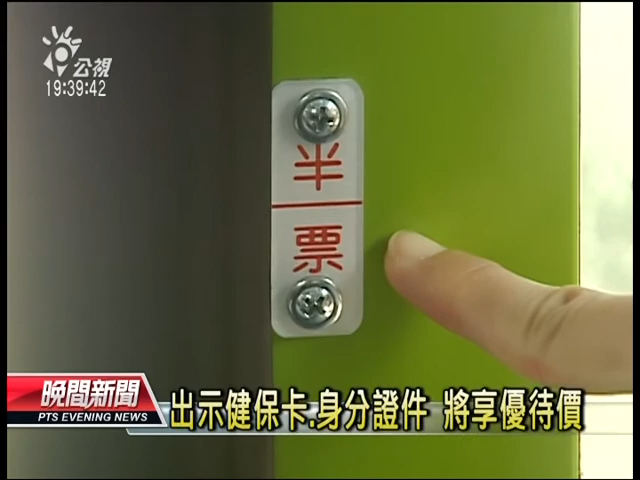 公視
19:39:42
半
票
晚間新聞
PTS EVENING NEWS
出示健保卡.身分證件 將享優待價